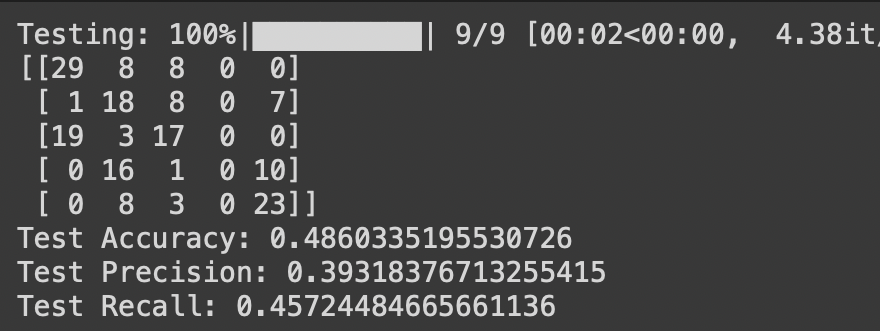 Testing: 100%|██████████| 9/9 [00:02<00:00,  4.38it/
[[29  8  8  0  0]
 [ 1 18  8  0  7]
 [19  3 17  0  0]
 [ 0 16  1  0 10]
 [ 0  8  3  0 23]]
Test Accuracy: 0.4860335195530726
Test Precision: 0.39318376713255415
Test Recall: 0.45724484665661136